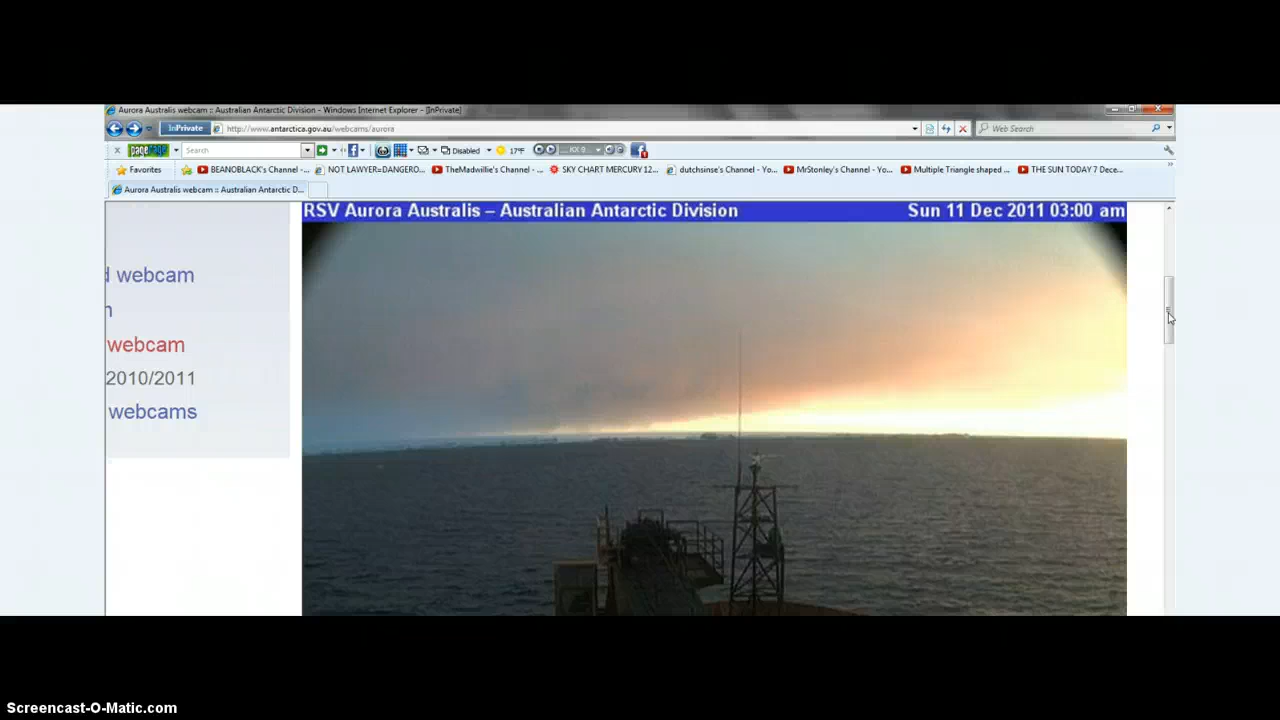 Aurora Australis webcam :: Australian Antarctic Division - Windows Internet Explorer - [InPrivate]
InPrivate http://www.antarctica.gov.au/webcams/aurora Web Search
x pagerage Search Disabled 17°F KX 9
Favorites BEANOBLACK's Channel -... NOT LAWYER=DANGERO... TheMadwillie's Channel - ... SKY CHART MERCURY 12... dutchsinse's Channel - Yo... MrStonley's Channel - Yo... Multiple Triangle shaped ... THE SUN TODAY 7 Dece...
Aurora Australis webcam :: Australian Antarctic D...
RSV Aurora Australis – Australian Antarctic Division Sun 11 Dec 2011 03:00 am
d webcam
n
webcam
2010/2011
webcams
Screencast-O-Matic.com